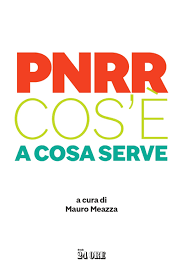 PNRR
COS'È
A COSA SERVE
a cura di
Mauro Meazza
24 ORE